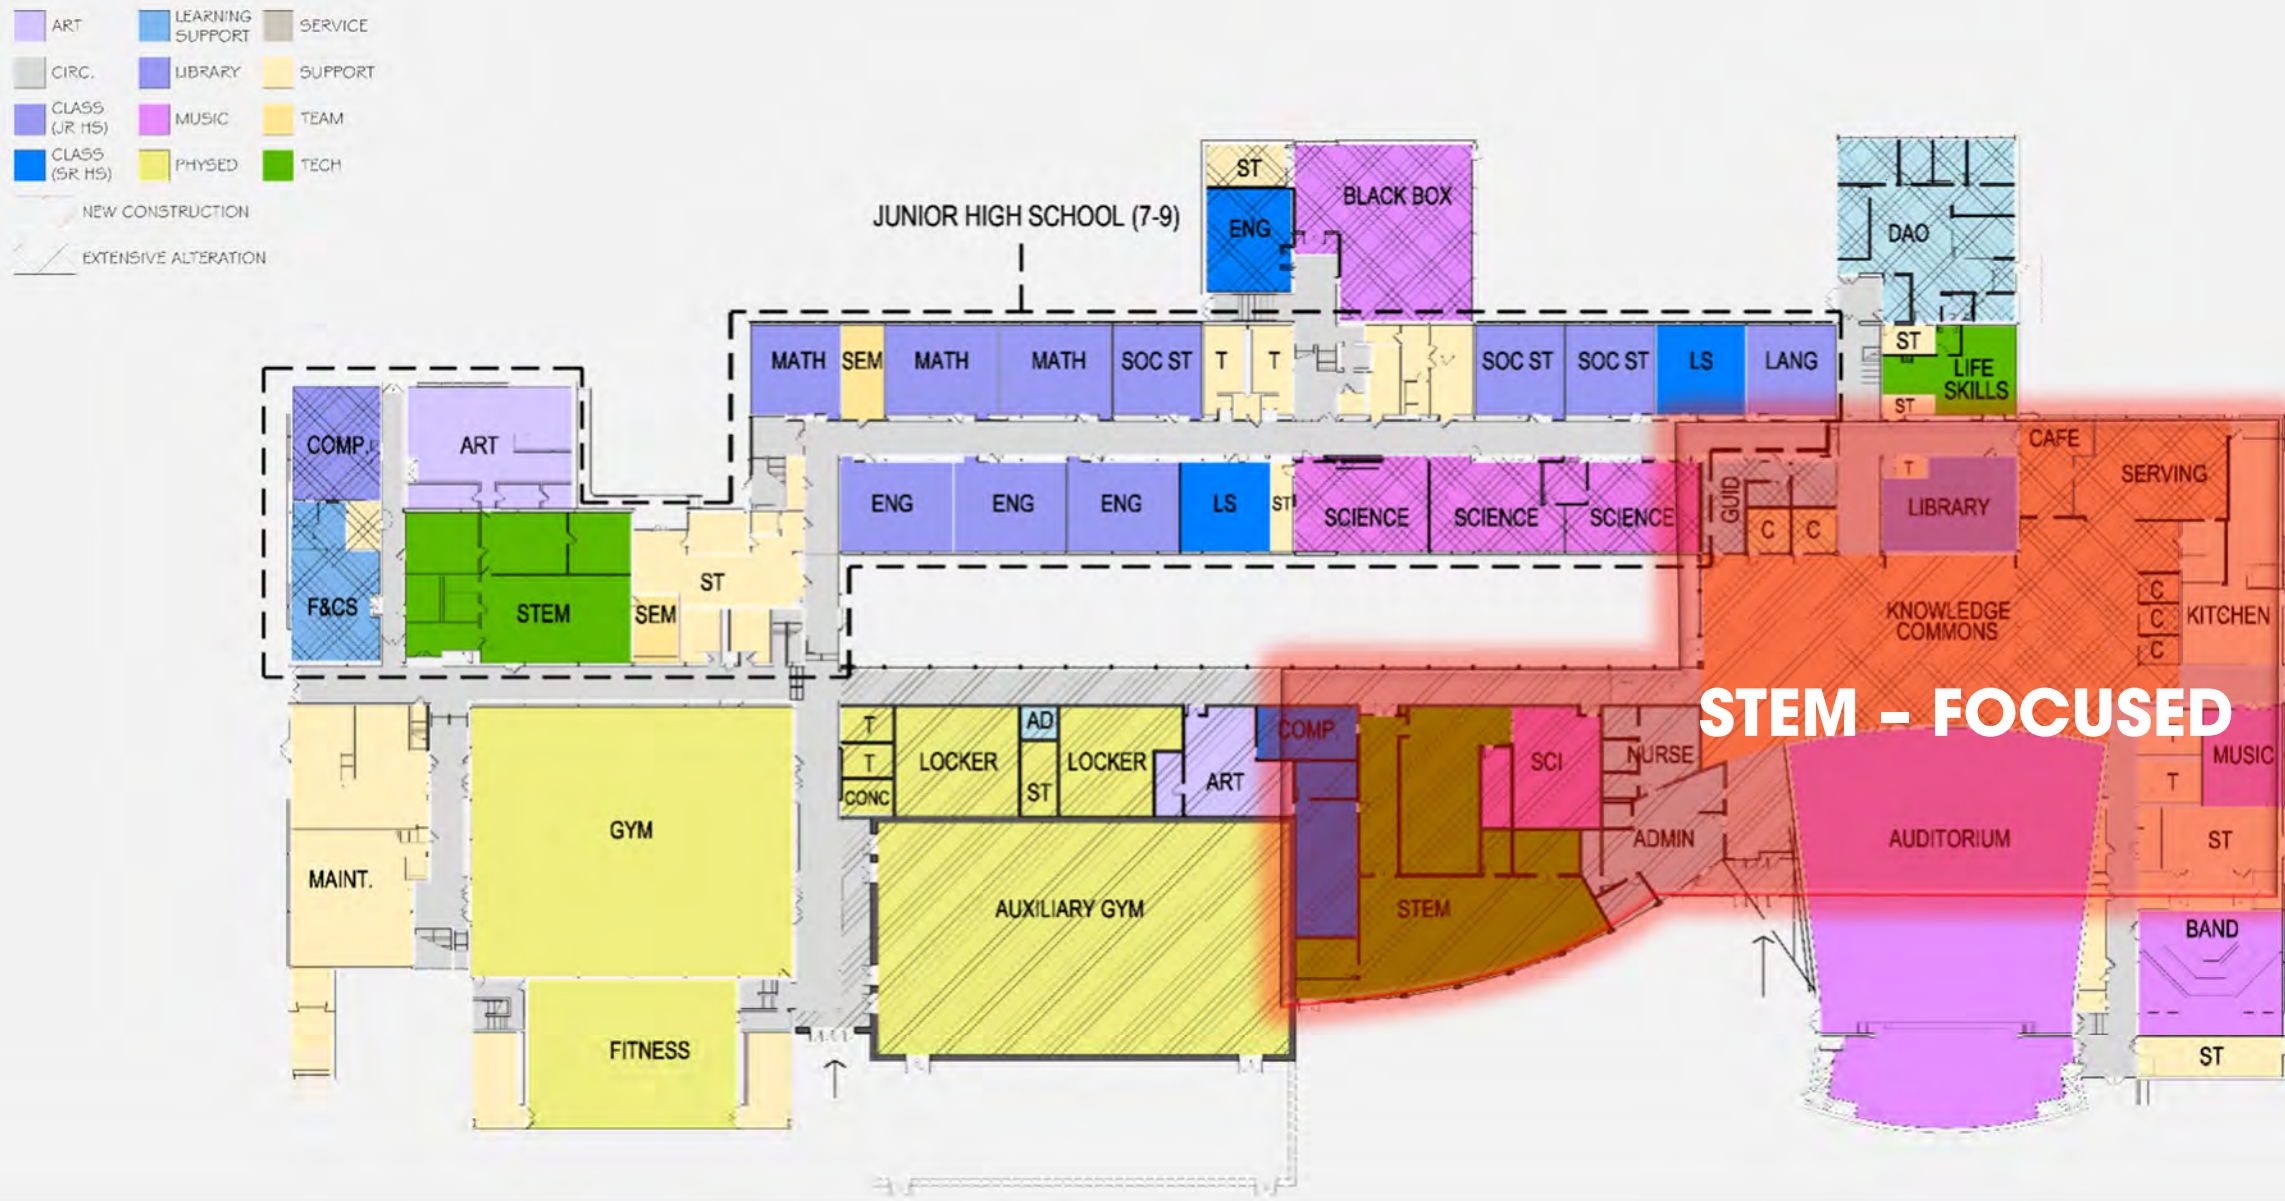 ART
LEARNING
SUPPORT
SERVICE
CIRC.
LIBRARY
SUPPORT
CLASS
(JR HS)
MUSIC
TEAM
CLASS
(SR HS)
PHYSED
TECH
NEW CONSTRUCTION
EXTENSIVE ALTERATION
JUNIOR HIGH SCHOOL (7-9)
ST
ENG
BLACK BOX
DAO
MATH
SEM
MATH
MATH
SOC ST
T
T
SOC ST
SOC ST
LS
LANG
ST
LIFE
SKILLS
ST
COMP.
ART
ENG
ENG
ENG
LS
ST
SCIENCE
SCIENCE
SCIENCE
GUID
C
C
T
LIBRARY
CAFE
SERVING
F&CS
STEM
SEM
ST
KNOWLEDGE
COMMONS
C
C
C
KITCHEN
STEM – FOCUSED
T
T
CONC
LOCKER
AD
ST
LOCKER
ART
COMP.
SCI
NURSE
ADMIN
STEM
AUDITORIUM
T
T
MUSIC
ST
BAND
ST
MAINT.
GYM
FITNESS
AUXILIARY GYM